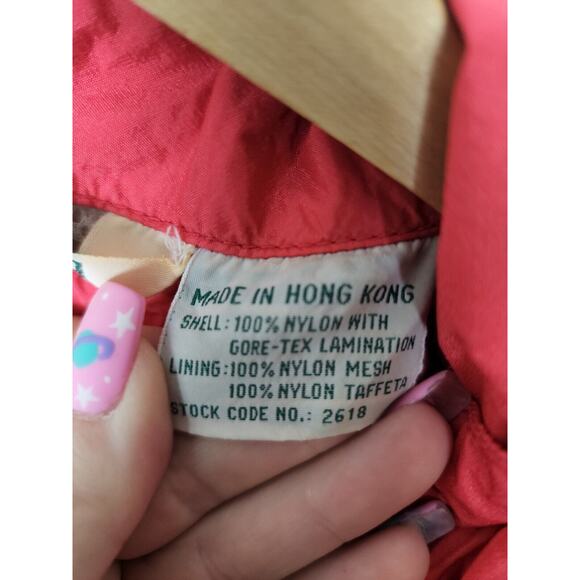 MADE IN HONG KONG
SHELL: 100% NYLON WITH
GORE-TEX LAMINATION
LINING: 100% NYLON MESH
100% NYLON TAFFETA
STOCK CODE NO.: 2618